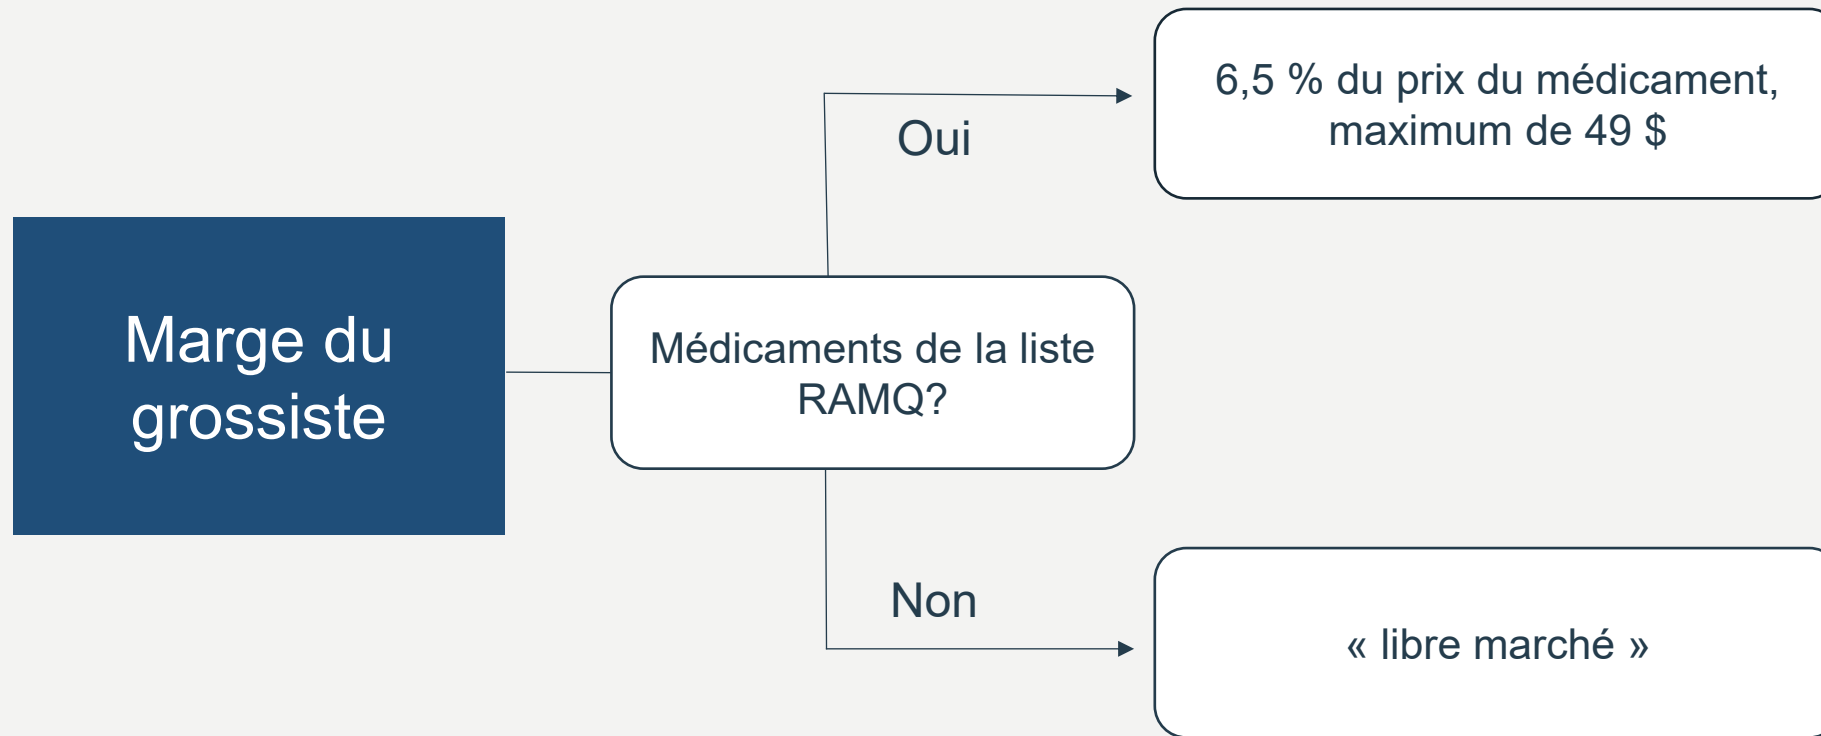 Marge du
grossiste
Médicaments de la liste
RAMQ?
Oui
6,5 % du prix du médicament,
maximum de 49 $
Non
« libre marché »